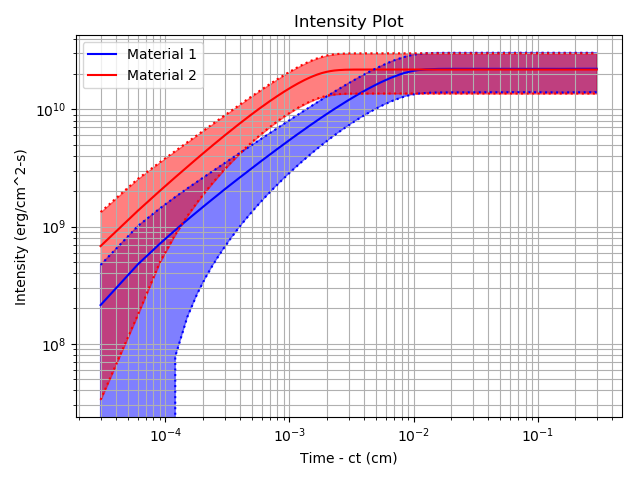 Intensity Plot
Material 1
Material 2
Intensity (erg/cm^2-s)
10^10
10^9
10^8
10^-4
10^-3
10^-2
10^-1
Time - ct (cm)